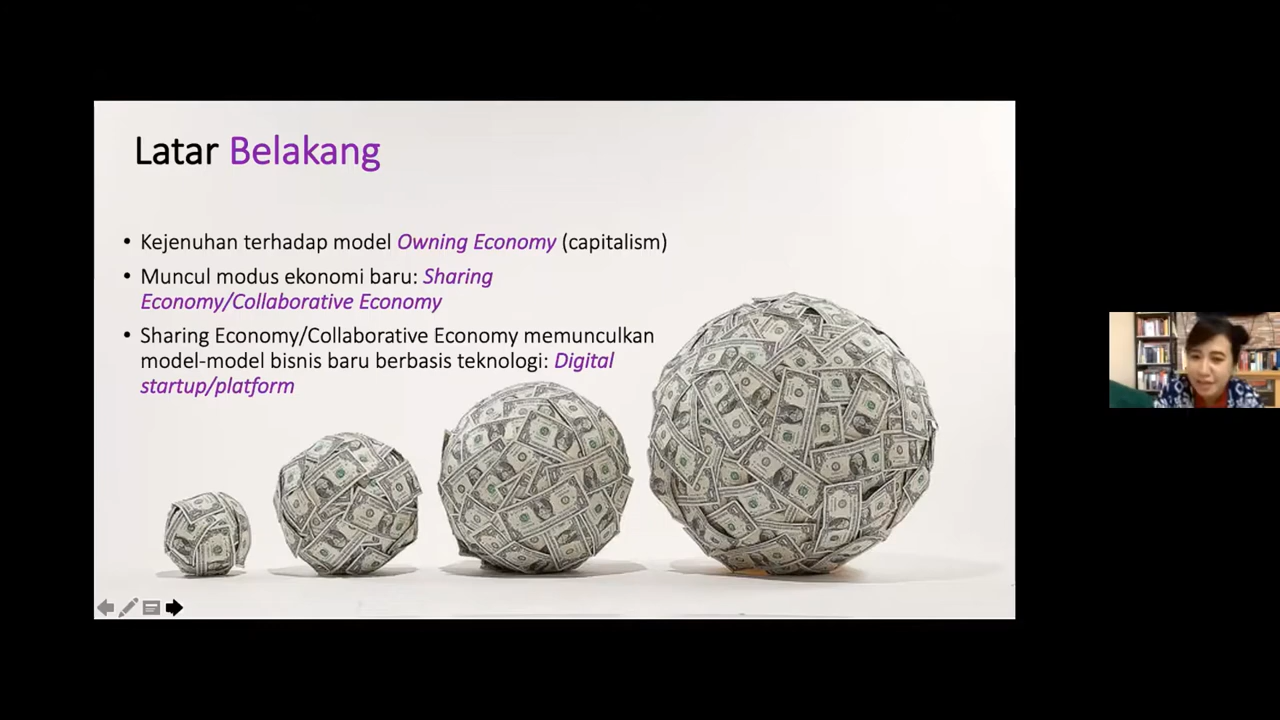 Latar Belakang
• Kejenuhan terhadap model Owning Economy (capitalism)
• Muncul modus ekonomi baru: Sharing
Economy/Collaborative Economy
• Sharing Economy/Collaborative Economy memunculkan
model-model bisnis baru berbasis teknologi: Digital
startup/platform